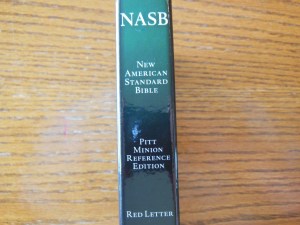 NASB
New
American
Standard
Bible
Pitt
Minion
Reference
Edition
Red Letter